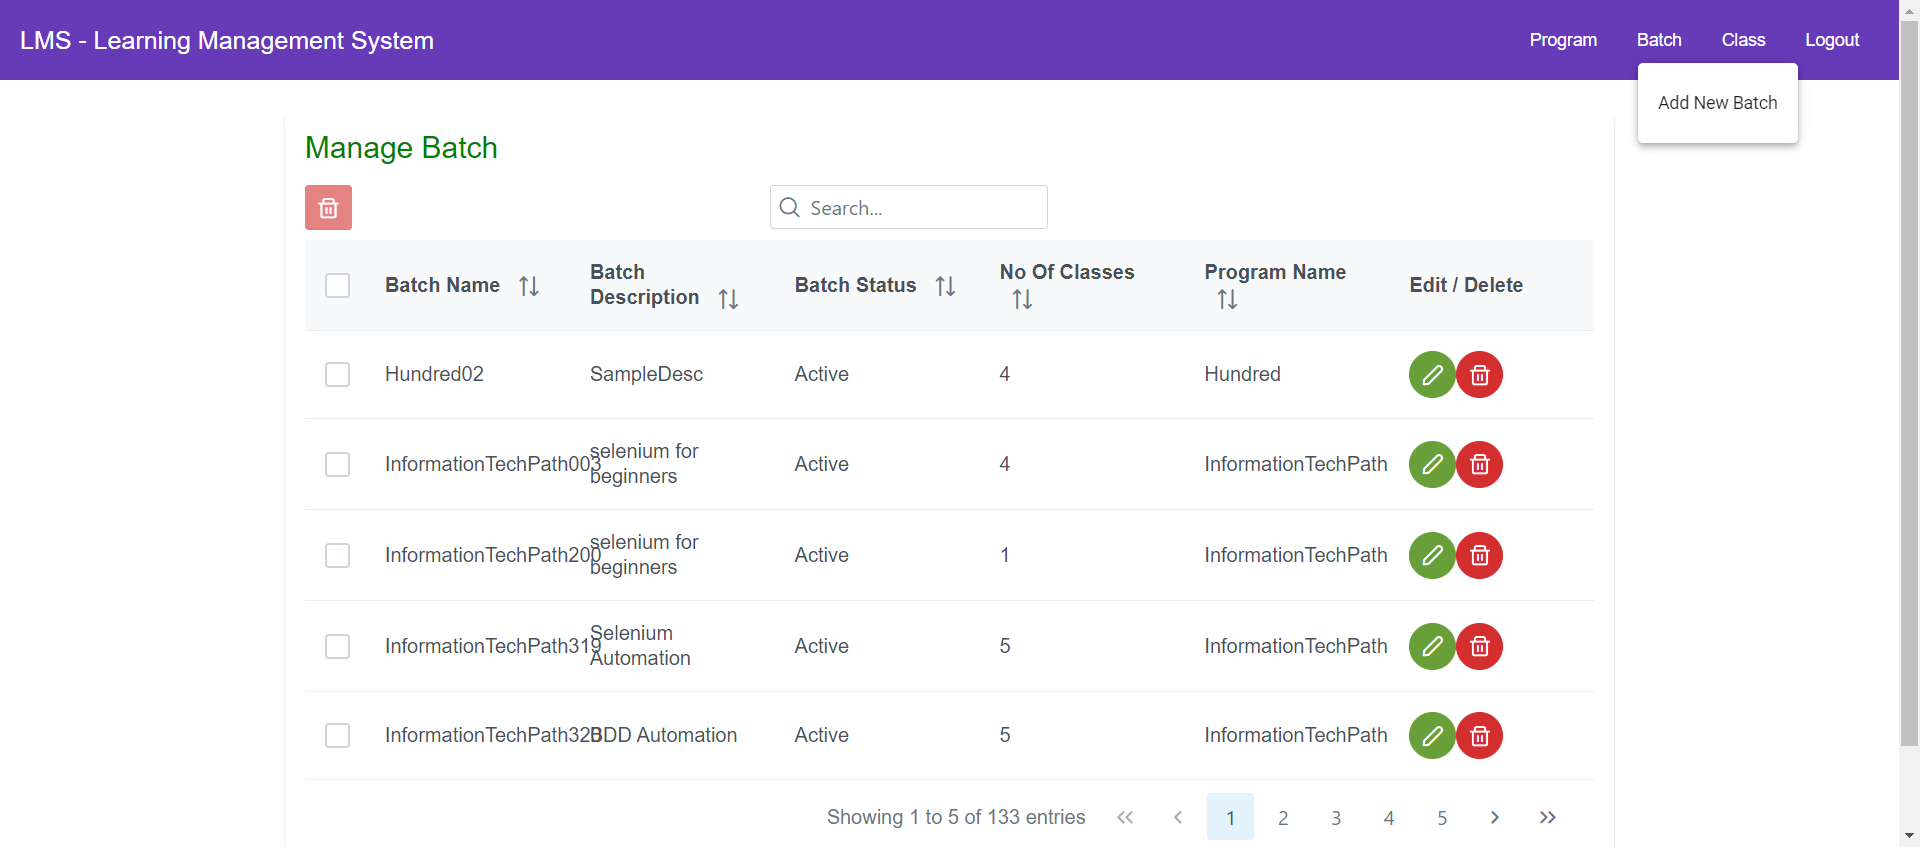 LMS - Learning Management System
Program Batch Class Logout
Add New Batch
Manage Batch
Search...
Batch Name Batch Description Batch Status No Of Classes Program Name Edit / Delete
Hundred02 SampleDesc Active 4 Hundred
InformationTechPath003 selenium for beginners Active 4 InformationTechPath
InformationTechPath200 selenium for beginners Active 1 InformationTechPath
InformationTechPath319 Selenium Automation Active 5 InformationTechPath
BDD Automation Active 5 InformationTechPath
Showing 1 to 5 of 133 entries << < 1 2 3 4 5 > >>